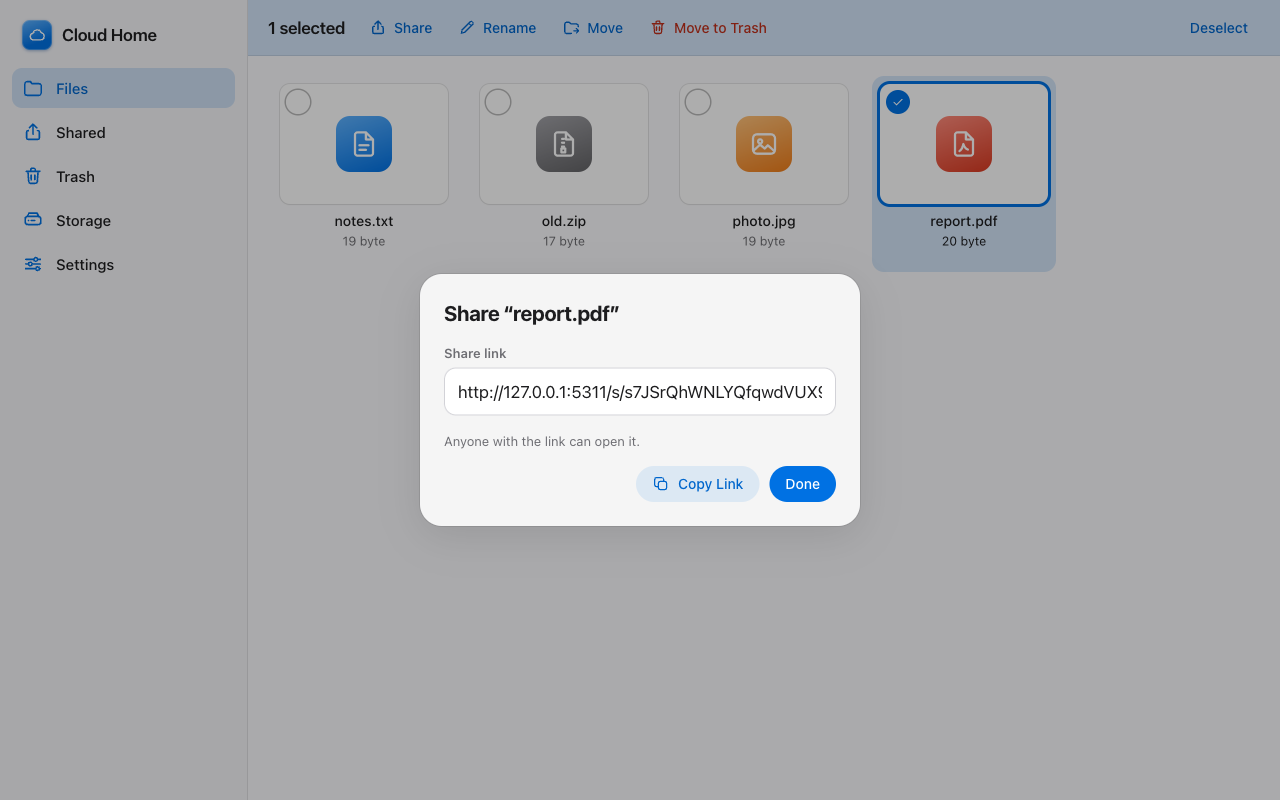 Cloud Home
Files
Shared
Trash
Storage
Settings
1 selected
Share
Rename
Move
Move to Trash
Deselect
notes.txt
19 byte
old.zip
17 byte
photo.jpg
19 byte
report.pdf
20 byte
Share “report.pdf”
Share link
http://127.0.0.1:5311/s/s7JSrQhWNLYQfqwdVUX9
Anyone with the link can open it.
Copy Link
Done